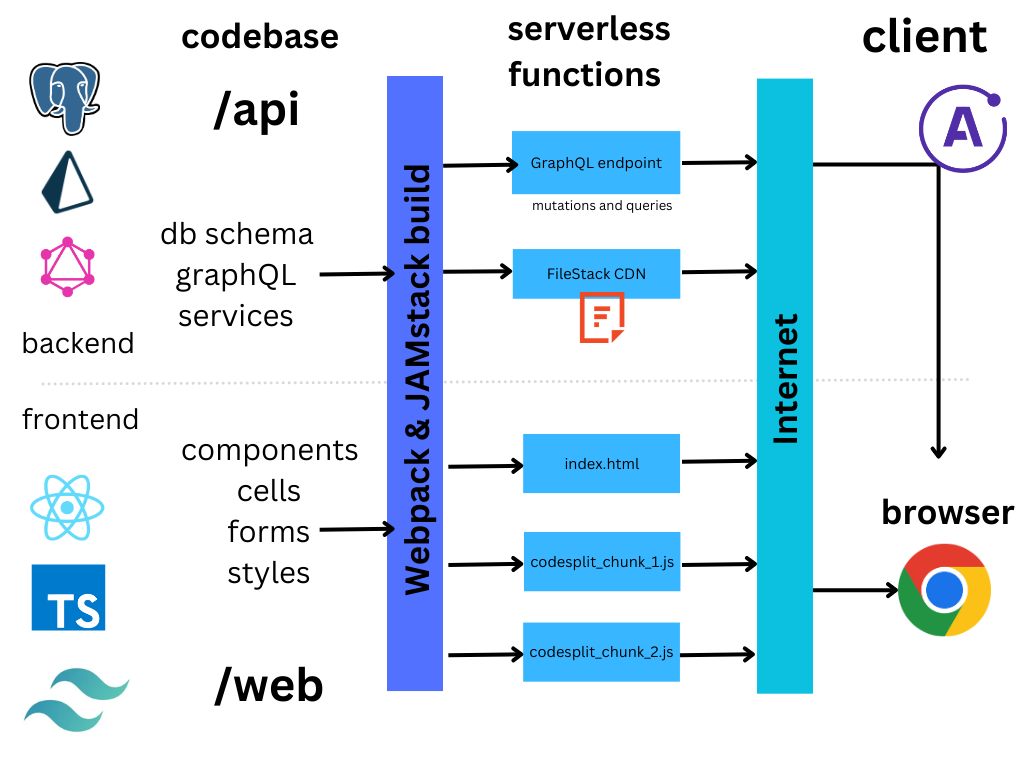 codebase
serverless
functions
client
/api
A
GraphQL endpoint
mutations and queries
db schema
graphQL
services
FileStack CDN
backend
Webpack & JAMstack build
Internet
frontend
components
cells
forms
styles
index.html
codesplit_chunk_1.js
codesplit_chunk_2.js
browser
TS
/web